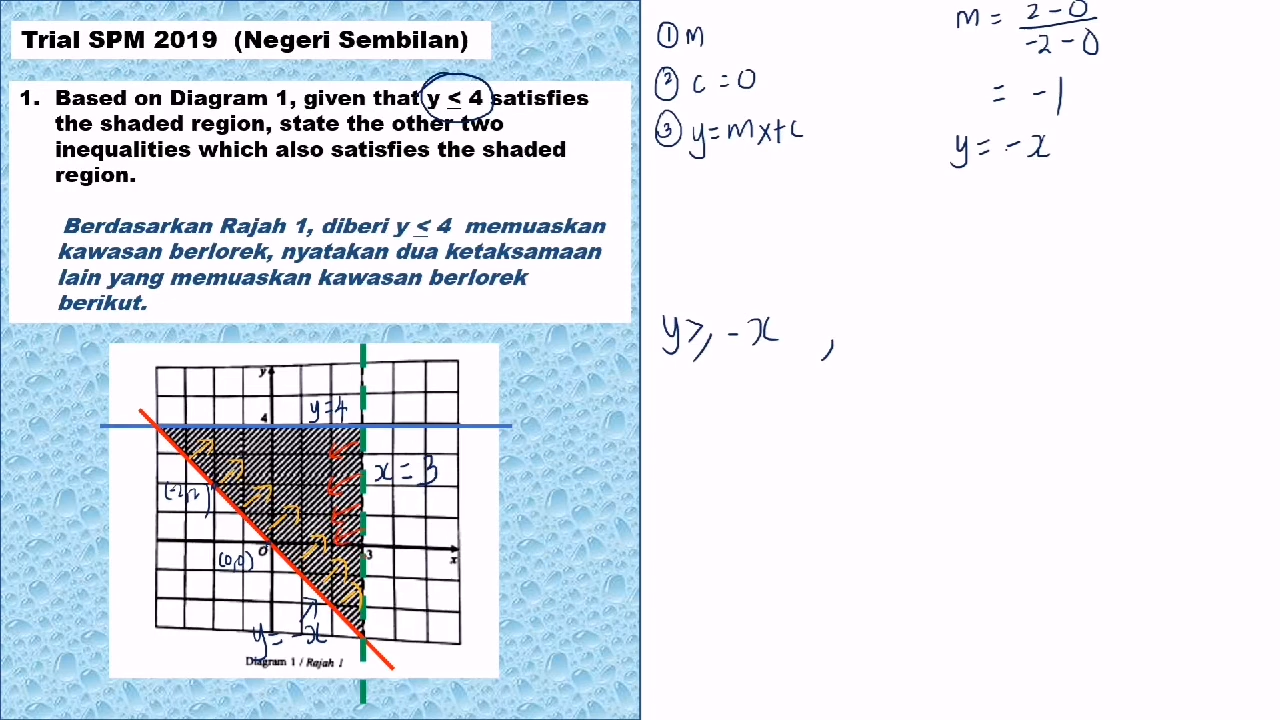 Trial SPM 2019 (Negeri Sembilan)
1. Based on Diagram 1, given that y ≤ 4 satisfies
the shaded region, state the other two
inequalities which also satisfies the shaded
region.
Berdasarkan Rajah 1, diberi y ≤ 4 memuaskan
kawasan berlorek, nyatakan dua ketaksamaan
lain yang memuaskan kawasan berlorek
berikut.
y
4
y=4
x = 3
(-2,2)
(0,0)
O
3
x
y = -x
Diagram 1 / Rajah 1
① m
② c = 0
③ y = mx+c
m = 2 - 0
-2 - 0
= -1
y = -x
y ⩾ -x ,